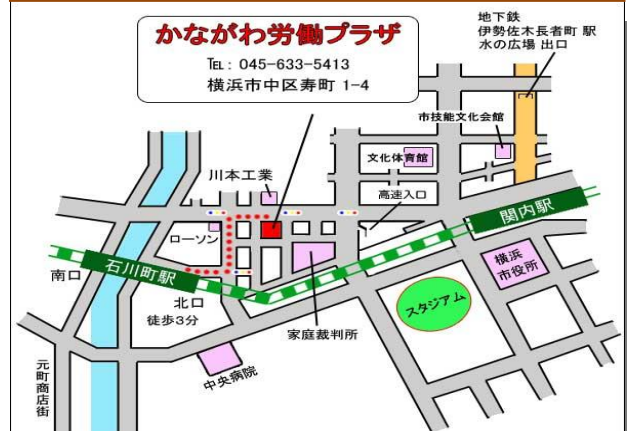 かながわ労働プラザ
℡: 045-633-5413
横浜市中区寿町 1-4
地下鉄
伊勢佐木長者町 駅
水の広場 出口
市技能文化会館
文化体育館
川本工業
高速入口
関内駅
ローソン
石川町駅
横浜
市役所
南口
北口
スタジアム
徒歩3分
家庭裁判所
元町商店街
中央病院